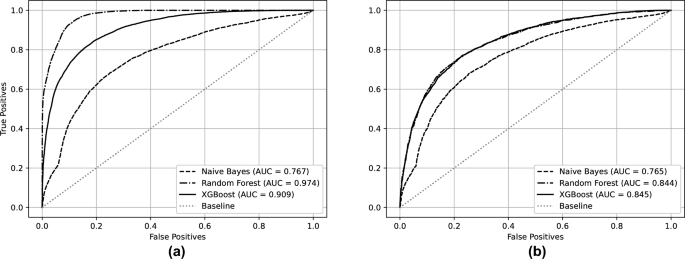 1.0
0.8
0.6
0.4
0.2
0.0
True Positives
0.0 0.2 0.4 0.6 0.8 1.0
False Positives
Naive Bayes (AUC = 0.767)
Random Forest (AUC = 0.974)
XGBoost (AUC = 0.909)
Baseline
(a)
1.0
0.8
0.6
0.4
0.2
0.0
0.0 0.2 0.4 0.6 0.8 1.0
False Positives
Naive Bayes (AUC = 0.765)
Random Forest (AUC = 0.844)
XGBoost (AUC = 0.845)
Baseline
(b)